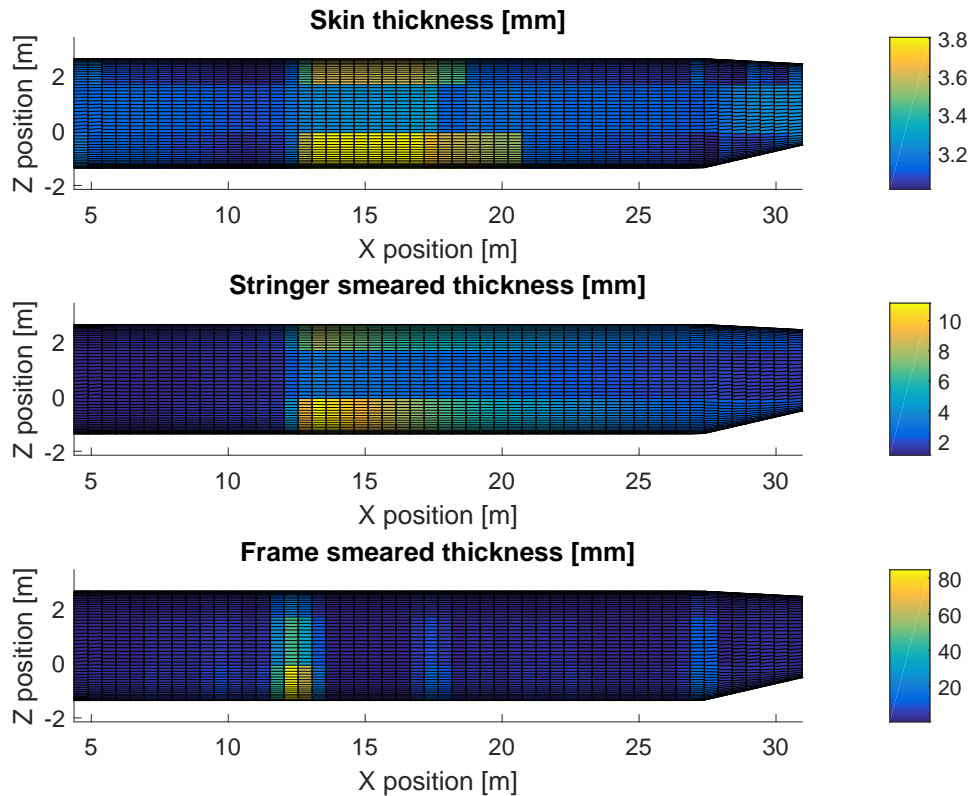 Skin thickness [mm]
Z position [m]
2
0
-2
5 10 15 20 25 30
X position [m]
3.8
3.6
3.4
3.2
Stringer smeared thickness [mm]
Z position [m]
2
0
-2
5 10 15 20 25 30
X position [m]
10
8
6
4
2
Frame smeared thickness [mm]
Z position [m]
2
0
-2
5 10 15 20 25 30
X position [m]
80
60
40
20